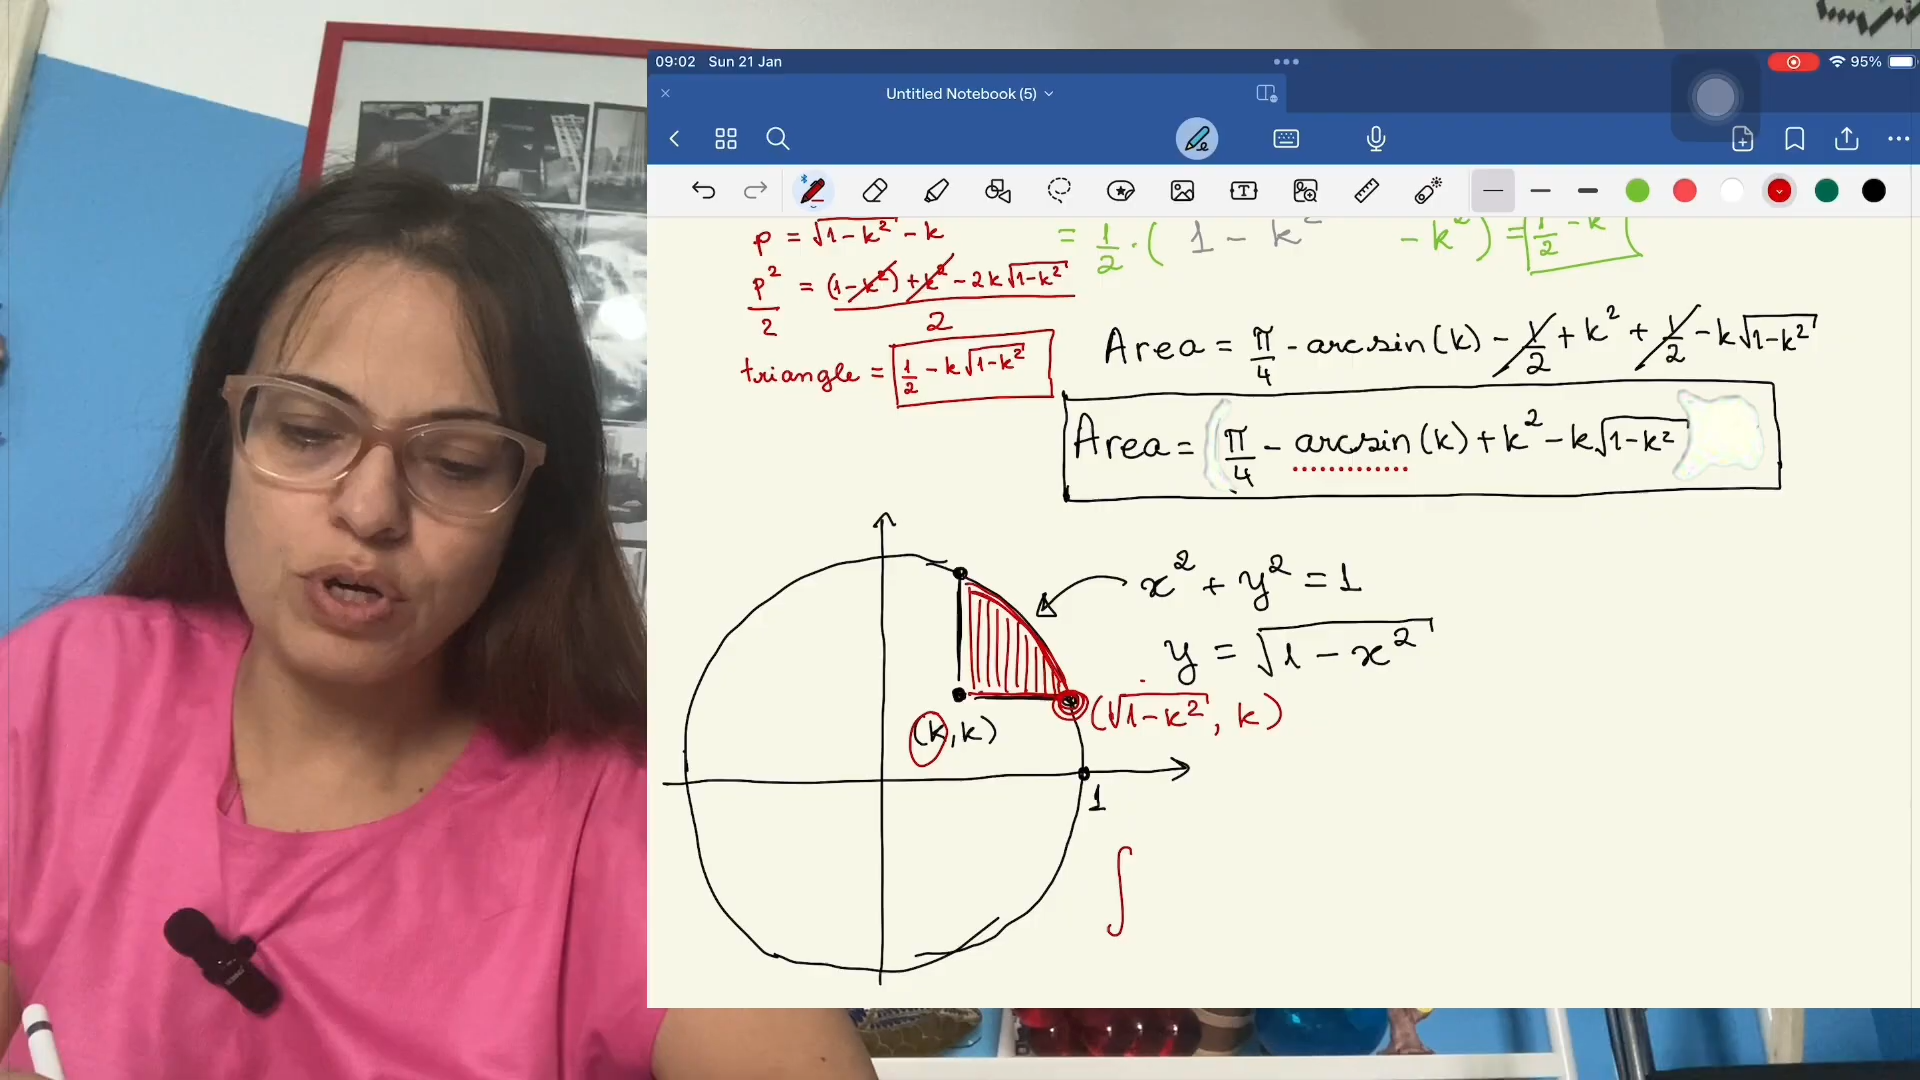 09:02 Sun 21 Jan
95%
Untitled Notebook (5)
p = √1-k² - k
= 1/2 · ( 1 - k² - k² ) = 1/2 - k
p²/2 = (1-k²) + k² - 2k√1-k² / 2
Area = π/4 - arcsin(k) - 1/2 + k² + 1/2 - k√1-k²
triangle = 1/2 - k√1-k²
Area = ( π/4 - arcsin(k) + k² - k√1-k²
x² + y² = 1
y = √1-x²
(k,k)
(√1-k², k)
1
∫